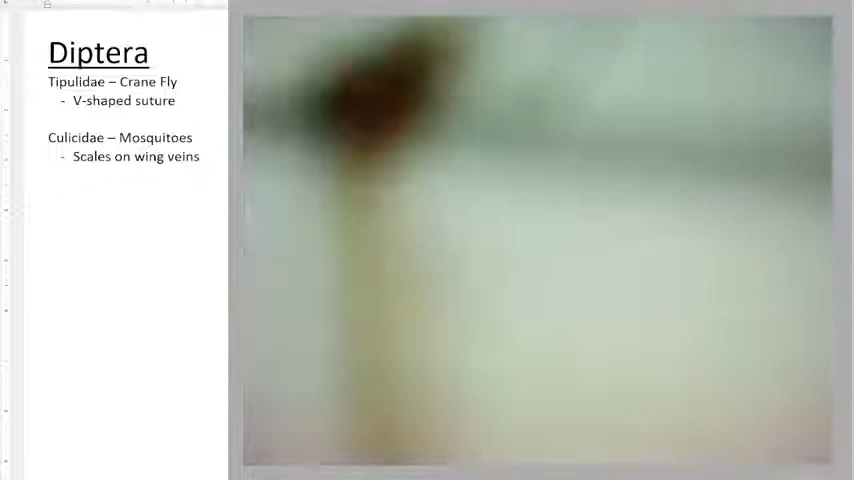 Diptera
Tipulidae – Crane Fly
- V-shaped suture
Culicidae – Mosquitoes
- Scales on wing veins